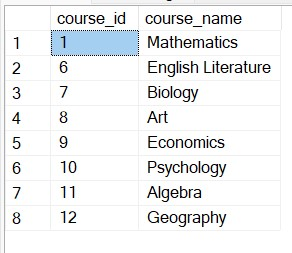 course_id course_name
1 1 Mathematics
2 6 English Literature
3 7 Biology
4 8 Art
5 9 Economics
6 10 Psychology
7 11 Algebra
8 12 Geography